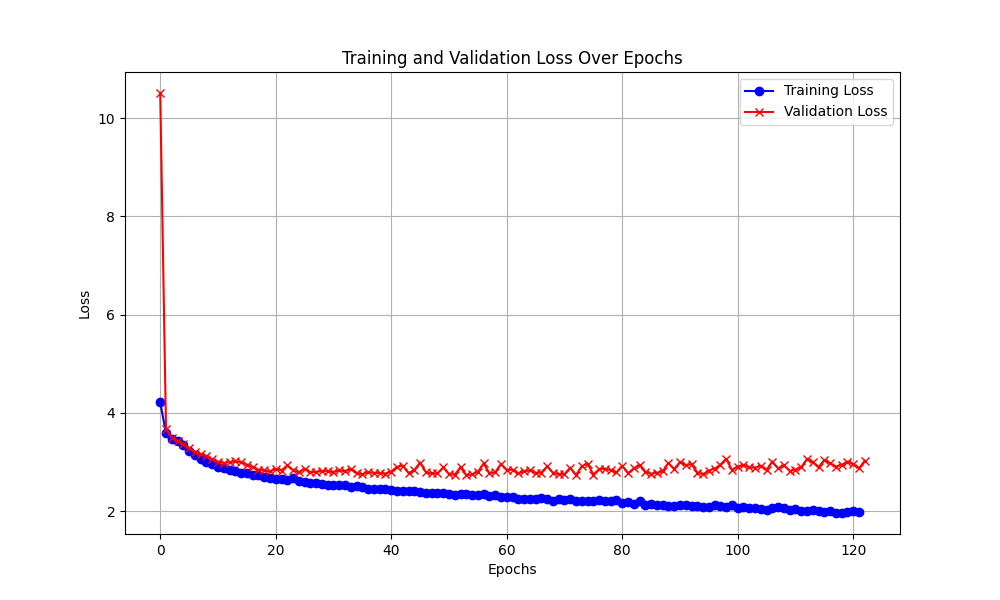 Training and Validation Loss Over Epochs
Training Loss
Validation Loss
10
8
6
4
2
Loss
0 20 40 60 80 100 120
Epochs